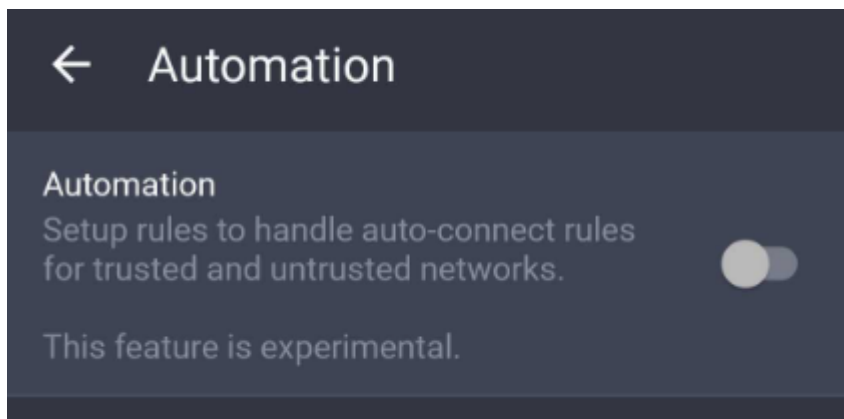 Automation
Automation
Setup rules to handle auto-connect rules
for trusted and untrusted networks.
This feature is experimental.